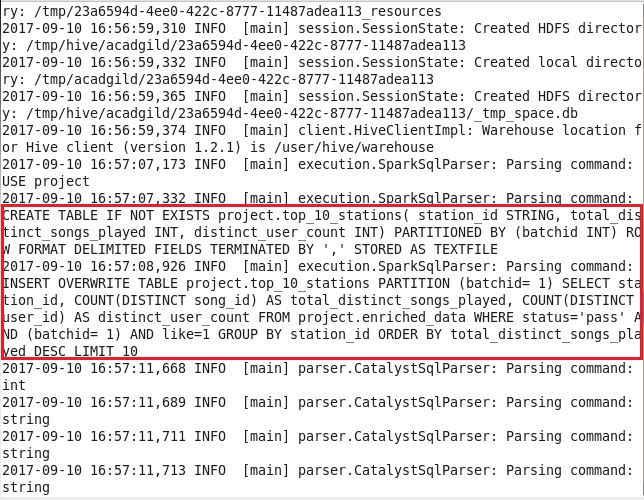 ry: /tmp/23a6594d-4ee0-422c-8777-11487adea113_resources
2017-09-10 16:56:59,310 INFO  [main] session.SessionState: Created HDFS director
y: /tmp/hive/acadgild/23a6594d-4ee0-422c-8777-11487adea113
2017-09-10 16:56:59,332 INFO  [main] session.SessionState: Created local directo
ry: /tmp/acadgild/23a6594d-4ee0-422c-8777-11487adea113
2017-09-10 16:56:59,365 INFO  [main] session.SessionState: Created HDFS director
y: /tmp/hive/acadgild/23a6594d-4ee0-422c-8777-11487adea113/_tmp_space.db
2017-09-10 16:56:59,374 INFO  [main] client.HiveClientImpl: Warehouse location f
or Hive client (version 1.2.1) is /user/hive/warehouse
2017-09-10 16:57:07,173 INFO  [main] execution.SparkSqlParser: Parsing command:
USE project
2017-09-10 16:57:07,332 INFO  [main] execution.SparkSqlParser: Parsing command:
CREATE TABLE IF NOT EXISTS project.top_10_stations( station_id STRING, total_dis
tinct_songs_played INT, distinct_user_count INT) PARTITIONED BY (batchid INT) RO
W FORMAT DELIMITED FIELDS TERMINATED BY ',' STORED AS TEXTFILE
2017-09-10 16:57:08,926 INFO  [main] execution.SparkSqlParser: Parsing command:
INSERT OVERWRITE TABLE project.top_10_stations PARTITION (batchid= 1) SELECT sta
tion_id, COUNT(DISTINCT song_id) AS total_distinct_songs_played, COUNT(DISTINCT
user_id) AS distinct_user_count FROM project.enriched_data WHERE status='pass' A
ND (batchid= 1) AND like=1 GROUP BY station_id ORDER BY total_distinct_songs_pla
yed DESC LIMIT 10
2017-09-10 16:57:11,668 INFO  [main] parser.CatalystSqlParser: Parsing command:
int
2017-09-10 16:57:11,689 INFO  [main] parser.CatalystSqlParser: Parsing command:
string
2017-09-10 16:57:11,711 INFO  [main] parser.CatalystSqlParser: Parsing command:
string
2017-09-10 16:57:11,713 INFO  [main] parser.CatalystSqlParser: Parsing command:
string